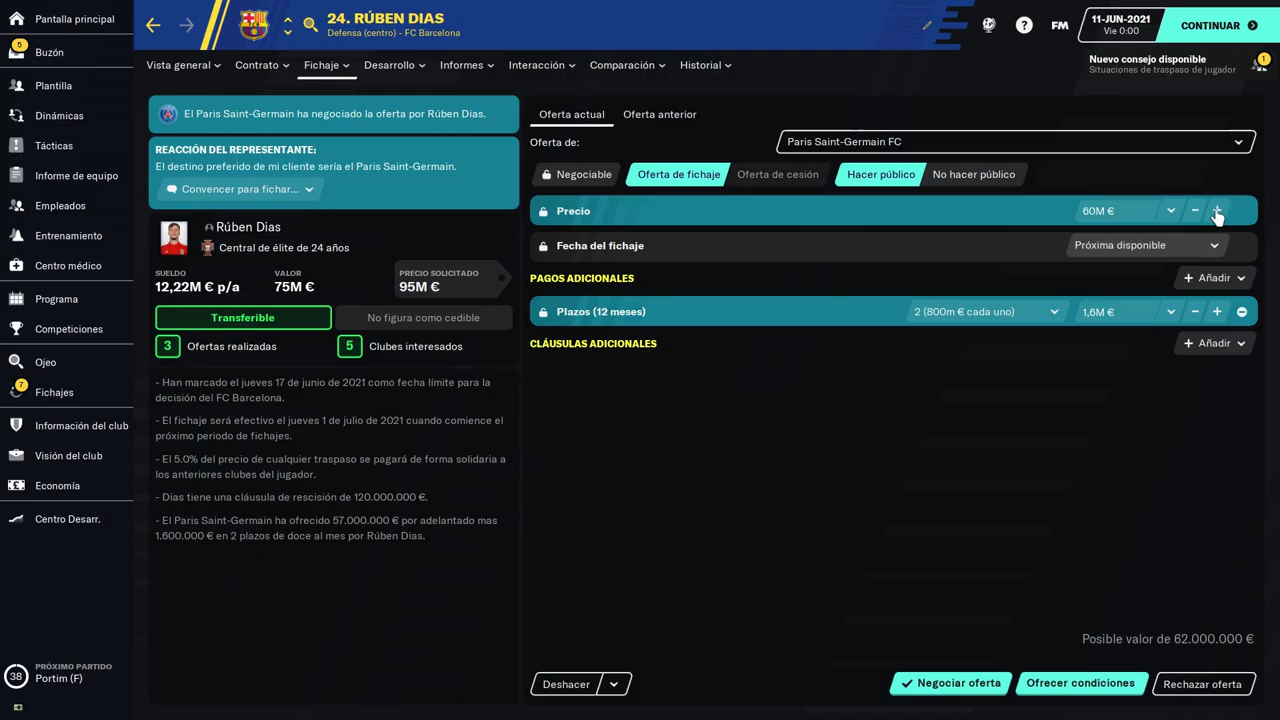 Pantalla principal
5
Buzón
Plantilla
Dinámicas
Tácticas
Informe de equipo
Empleados
Entrenamiento
Centro médico
Programa
Competiciones
Ojeo
7
Fichajes
Información del club
Visión del club
Economía
Centro Desarr.
38
PRÓXIMO PARTIDO
Portim (F)
24. RÚBEN DIAS
Defensa (centro) - FC Barcelona
FM
11-JUN-2021
Vie 0:00
CONTINUAR
Vista general
Contrato
Fichaje
Desarrollo
Informes
Interacción
Comparación
Historial
Nuevo consejo disponible
Situaciones de traspaso de jugador
1
El Paris Saint-Germain ha negociado la oferta por Rúben Dias.
REACCIÓN DEL REPRESENTANTE:
El destino preferido de mi cliente sería el Paris Saint-Germain.
Convencer para fichar...
Rúben Dias
Central de élite de 24 años
SUELDO
12,22M € p/a
VALOR
75M €
PRECIO SOLICITADO
95M €
Transferible
No figura como cedible
3
Ofertas realizadas
5
Clubes interesados
- Han marcado el jueves 17 de junio de 2021 como fecha límite para la
decisión del FC Barcelona.
- El fichaje será efectivo el jueves 1 de julio de 2021 cuando comience el
próximo periodo de fichajes.
- El 5.0% del precio de cualquier traspaso se pagará de forma solidaria a
los anteriores clubes del jugador.
- Dias tiene una cláusula de rescisión de 120.000.000 €.
- El Paris Saint-Germain ha ofrecido 57.000.000 € por adelantado mas
1.600.000 € en 2 plazos de doce al mes por Rúben Dias.
Oferta actual
Oferta anterior
Oferta de:
Paris Saint-Germain FC
Negociable
Oferta de fichaje
Oferta de cesión
Hacer público
No hacer público
Precio
60M €
Fecha del fichaje
Próxima disponible
PAGOS ADICIONALES
Añadir
Plazos (12 meses)
2 (800m € cada uno)
1,6M €
CLÁUSULAS ADICIONALES
Añadir
Posible valor de 62.000.000 €
Deshacer
Negociar oferta
Ofrecer condiciones
Rechazar oferta